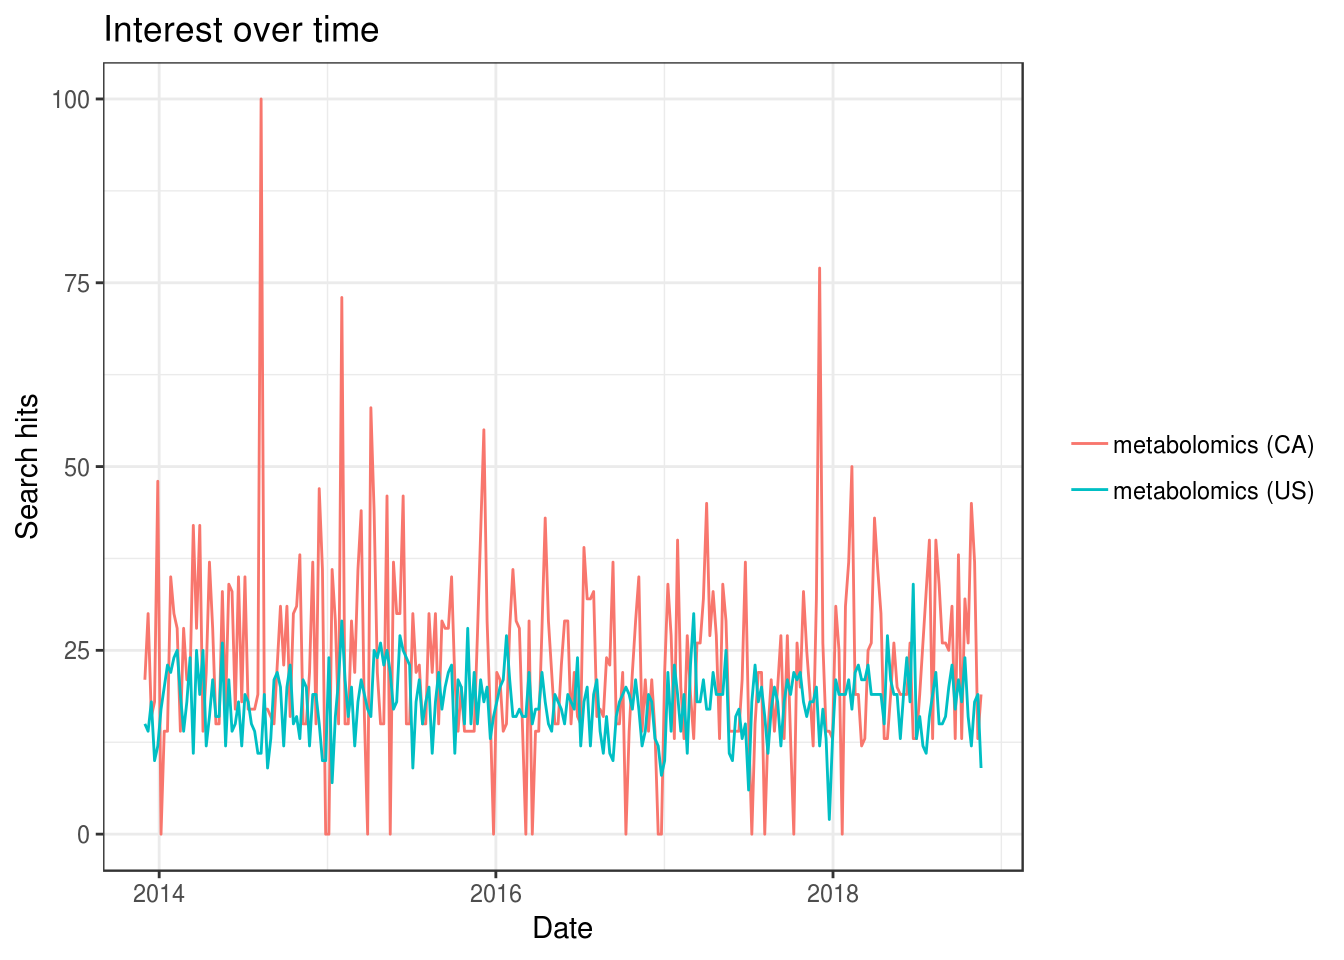 Interest over time
100
75
50
25
0
Search hits
2014
2016
2018
Date
metabolomics (CA)
metabolomics (US)